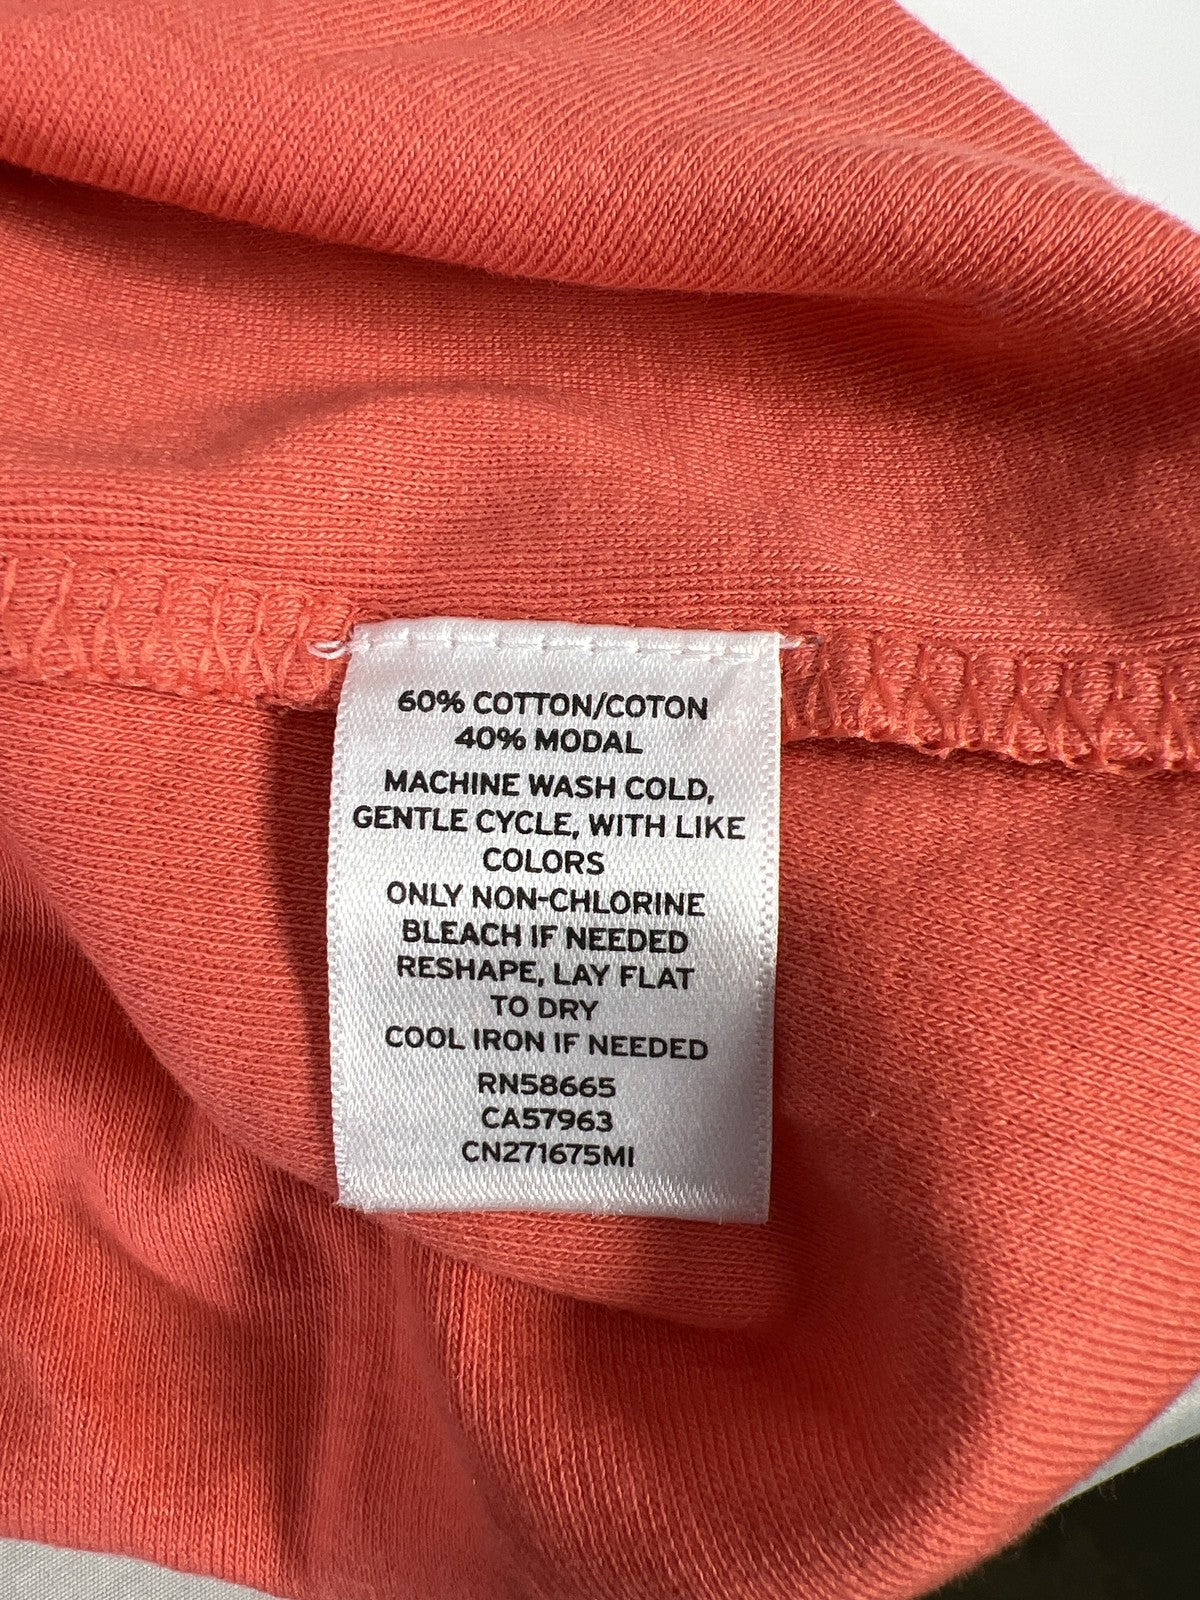 60% COTTON/COTON
40% MODAL
MACHINE WASH COLD,
GENTLE CYCLE, WITH LIKE
COLORS
ONLY NON-CHLORINE
BLEACH IF NEEDED
RESHAPE, LAY FLAT
TO DRY
COOL IRON IF NEEDED
RN58665
CA57963
CN271675MI